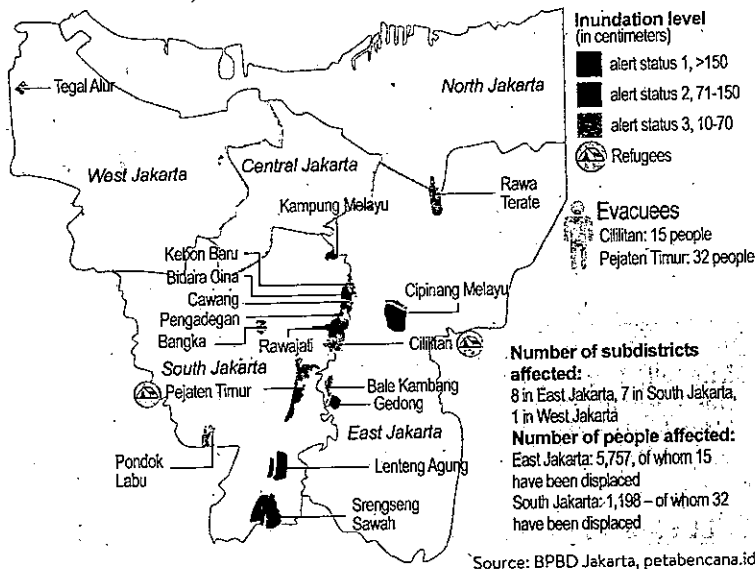 Inundation level
(in centimeters)
alert status 1, >150
alert status 2, 71-150
alert status 3, 10-70
Refugees
Evacuees
Cililitan: 15 people
Pejaten Timur: 32 people
Tegal Alur
North Jakarta
West Jakarta
Central Jakarta
Kampung Melayu
Rawa
Terate
Kebon Baru
Bidara Cina
Cawang
Pengadegan
Bangka
Rawajati
Cipinang Melayu
Cililitan
South Jakarta
Pejaten Timur
Bale Kambang
Gedong
East Jakarta
Pondok
Labu
Lenteng Agung
Srengseng
Sawah
Number of subdistricts
affected:
8 in East Jakarta, 7 in South Jakarta,
1 in West Jakarta
Number of people affected:
East Jakarta: 5,757, of whom 15
have been displaced
South Jakarta: 1,198 – of whom 32
have been displaced
Source: BPBD Jakarta, petabencana.id